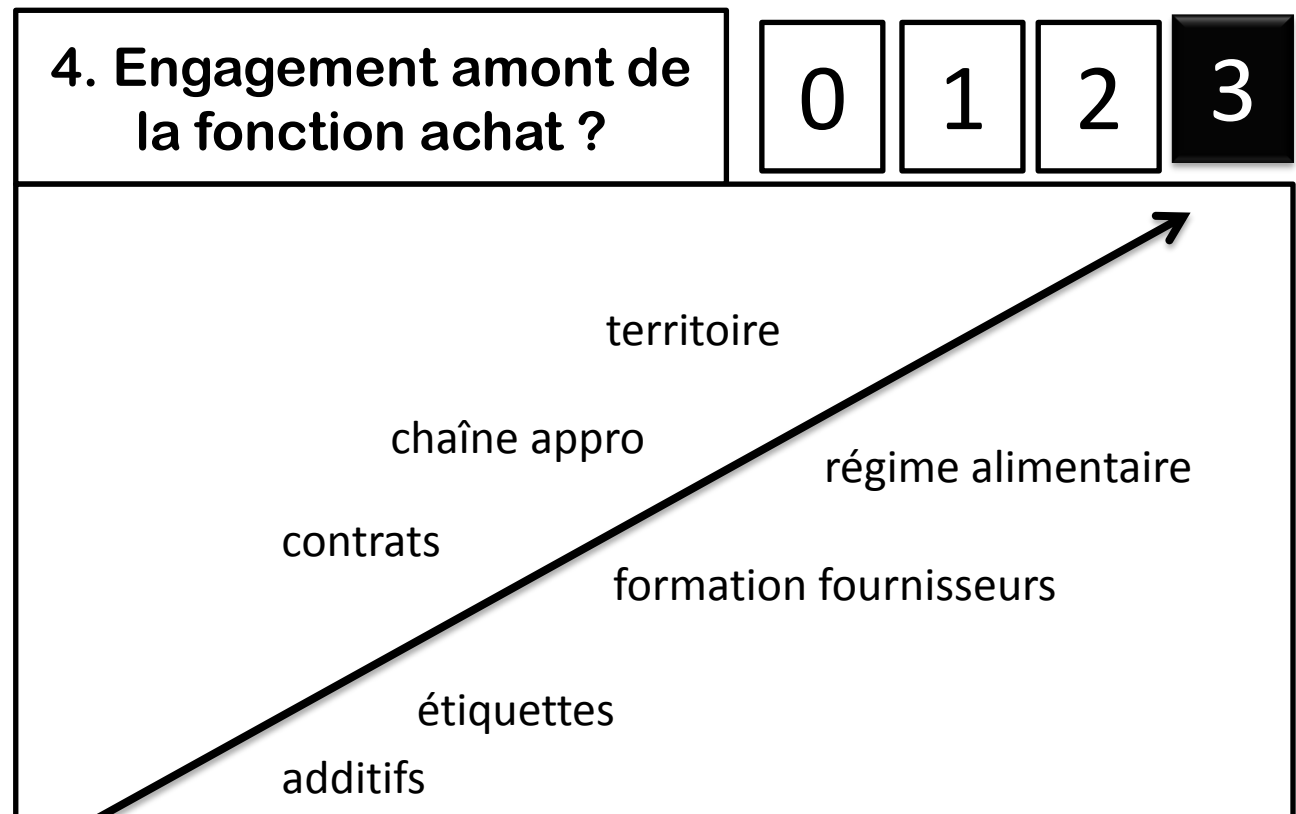 4. Engagement amont de
la fonction achat ?
0 1 2 3
territoire
chaîne appro
régime alimentaire
contrats
formation fournisseurs
étiquettes
additifs